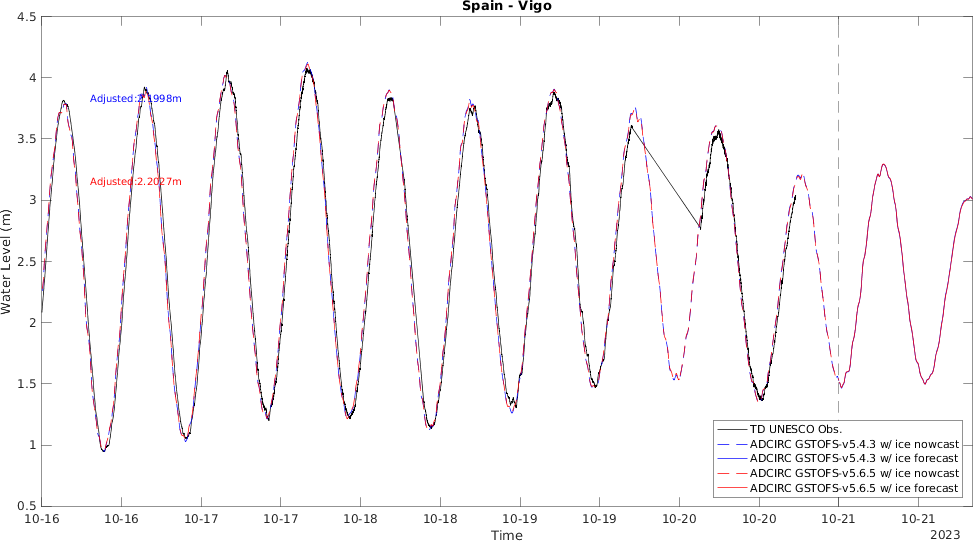 Spain - Vigo
4.5
4
3.5
3
2.5
2
1.5
1
0.5
Water Level (m)
Adjusted:2.1998m
Adjusted:2.2027m
TD UNESCO Obs.
ADCIRC GSTOFS-v5.4.3 w/ ice nowcast
ADCIRC GSTOFS-v5.4.3 w/ ice forecast
ADCIRC GSTOFS-v5.6.5 w/ ice nowcast
ADCIRC GSTOFS-v5.6.5 w/ ice forecast
10-16 10-16 10-17 10-17 10-18 10-18 10-19 10-19 10-20 10-20 10-21 10-21
Time
2023